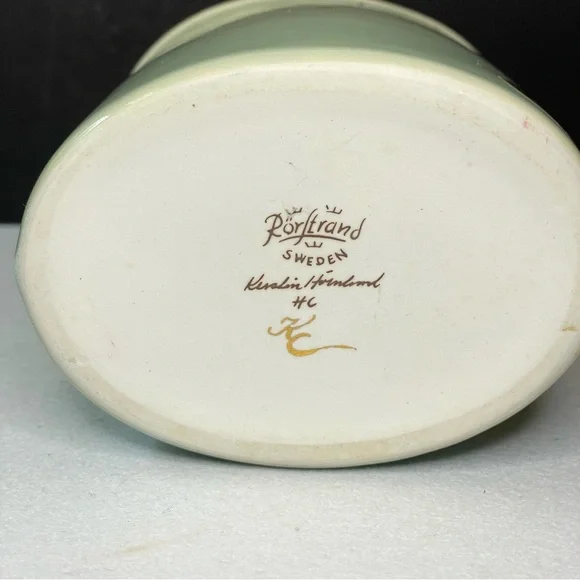 Rörstrand
SWEDEN
Kerstin Hörnlund
HC
KC